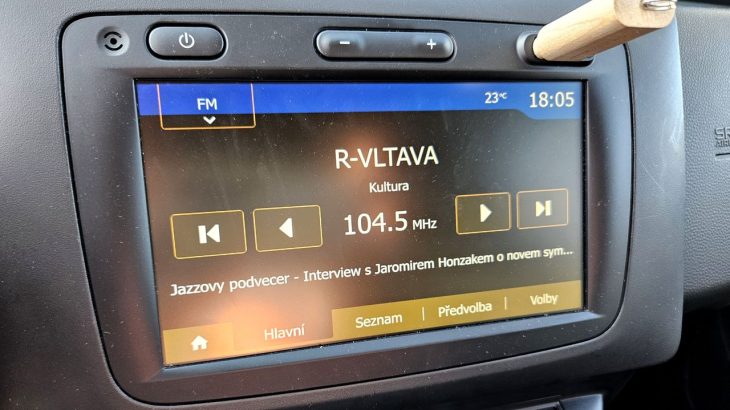 FM
23°C
18:05
R-VLTAVA
Kultura
104.5 MHz
Jazzovy podvecer - Interview s Jaromirem Honzakem o novem sym...
Hlavní
Seznam
Předvolba
Volby